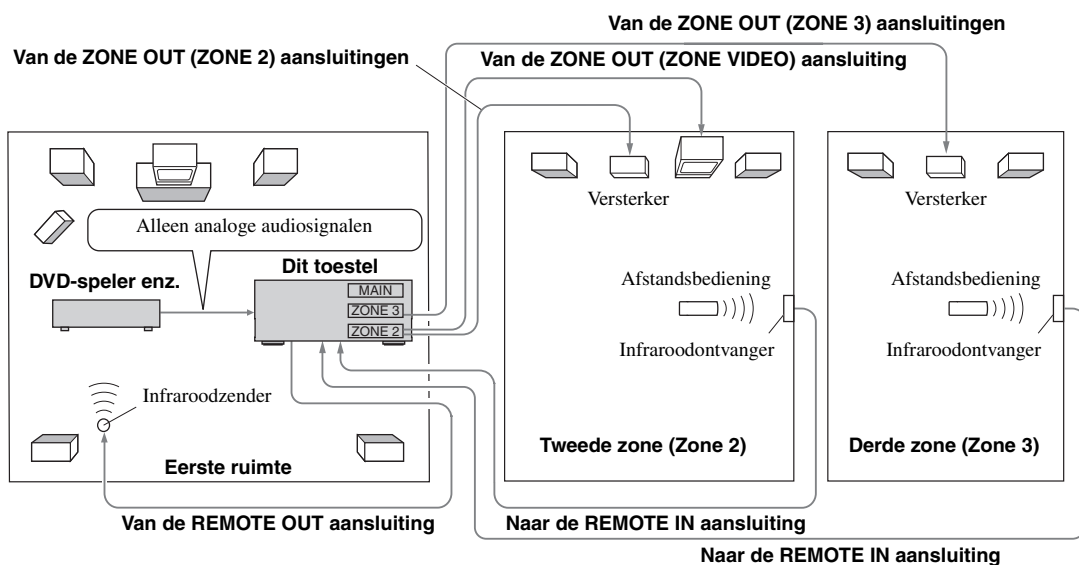 Van de ZONE OUT (ZONE 3) aansluitingen
Van de ZONE OUT (ZONE 2) aansluitingen
Van de ZONE OUT (ZONE VIDEO) aansluiting
Alleen analoge audiosignalen
DVD-speler enz.
Dit toestel
MAIN
ZONE 3
ZONE 2
Infraroodzender
Eerste ruimte
Versterker
Afstandsbediening
Infraroodontvanger
Tweede zone (Zone 2)
Versterker
Afstandsbediening
Infraroodontvanger
Derde zone (Zone 3)
Van de REMOTE OUT aansluiting
Naar de REMOTE IN aansluiting
Naar de REMOTE IN aansluiting